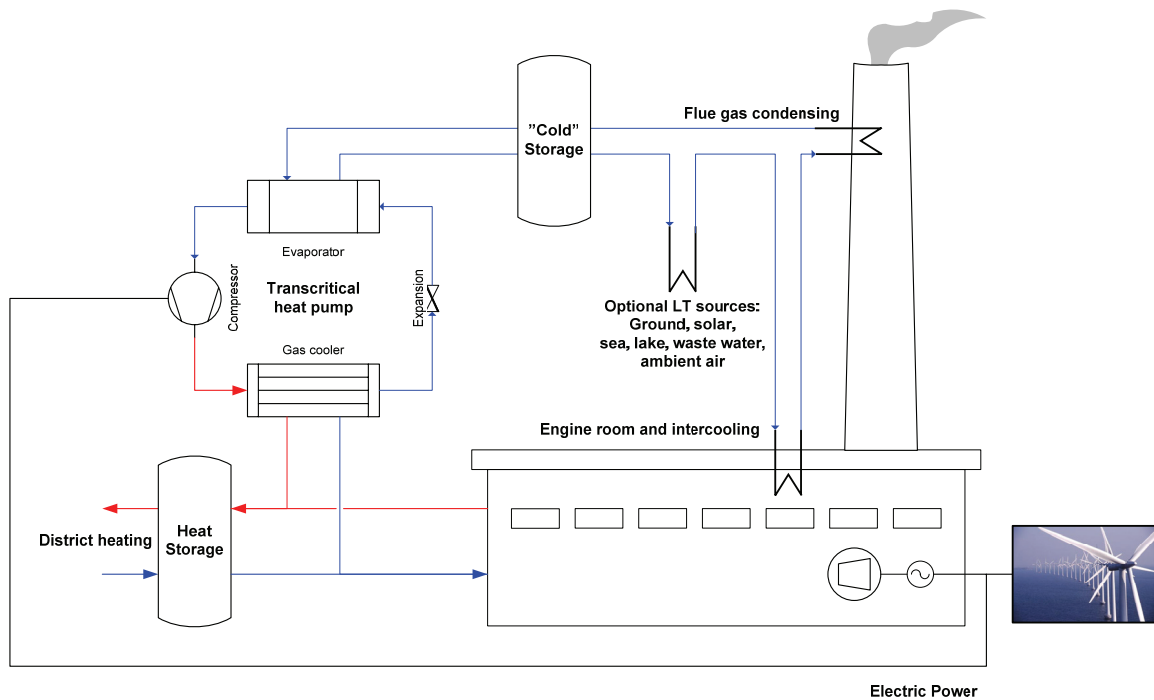 Flue gas condensing
”Cold”
Storage
Evaporator
Compressor
Transcritical
heat pump
Expansion
Optional LT sources:
Ground, solar,
sea, lake, waste water,
ambient air
Gas cooler
Engine room and intercooling
District heating
Heat
Storage
Electric Power